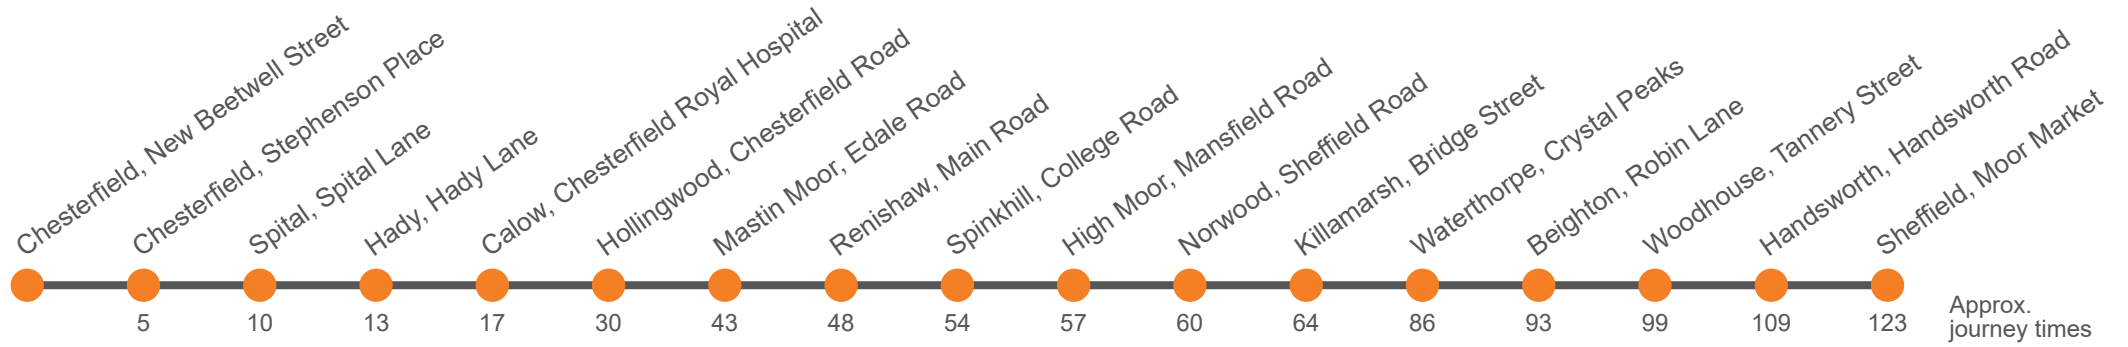 Chesterfield, New Beetwell Street
Chesterfield, Stephenson Place
Spital, Spital Lane
Hady, Hady Lane
Calow, Chesterfield Royal Hospital
Hollingwood, Chesterfield Road
Mastin Moor, Edale Road
Renishaw, Main Road
Spinkhill, College Road
High Moor, Mansfield Road
Norwood, Sheffield Road
Killamarsh, Bridge Street
Waterthorpe, Crystal Peaks
Beighton, Robin Lane
Woodhouse, Tannery Street
Handsworth, Handsworth Road
Sheffield, Moor Market
5 10 13 17 30 43 48 54 57 60 64 86 93 99 109 123
Approx.
journey times